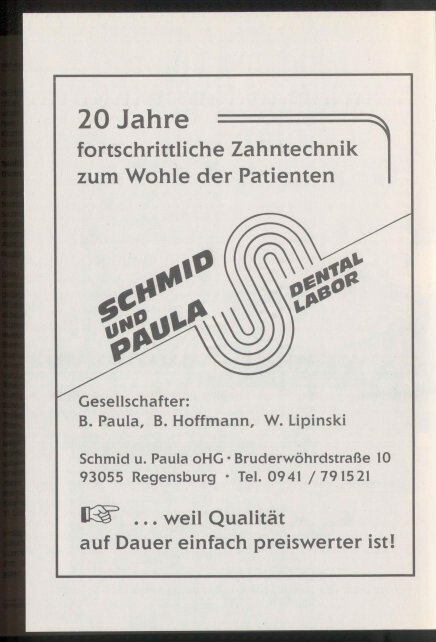 20 Jahre
fortschrittliche Zahntechnik
zum Wohle der Patienten
SCHMID
UND
PAULA
DENTAL
LABOR
Gesellschafter:
B. Paula, B. Hoffmann, W. Lipinski
Schmid u. Paula oHG · Bruderwöhrdstraße 10
93055 Regensburg · Tel. 0941 / 791521
☞ ... weil Qualität
auf Dauer einfach preiswerter ist!